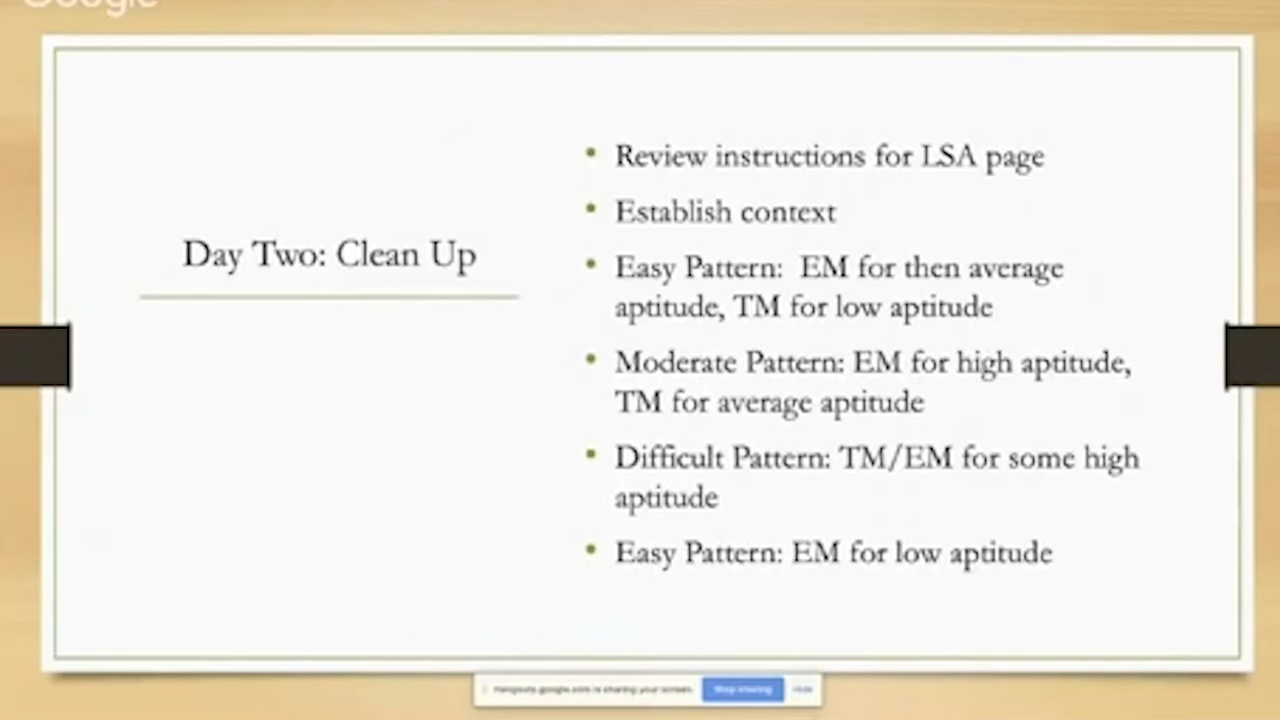 Google
Day Two: Clean Up
• Review instructions for LSA page
• Establish context
• Easy Pattern: EM for then average
aptitude, TM for low aptitude
• Moderate Pattern: EM for high aptitude,
TM for average aptitude
• Difficult Pattern: TM/EM for some high
aptitude
• Easy Pattern: EM for low aptitude
hangouts.google.com is sharing your screen. Stop sharing Hide